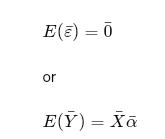 E(ε̄) = 0̄
or
E(Ȳ) = X̄ᾱ